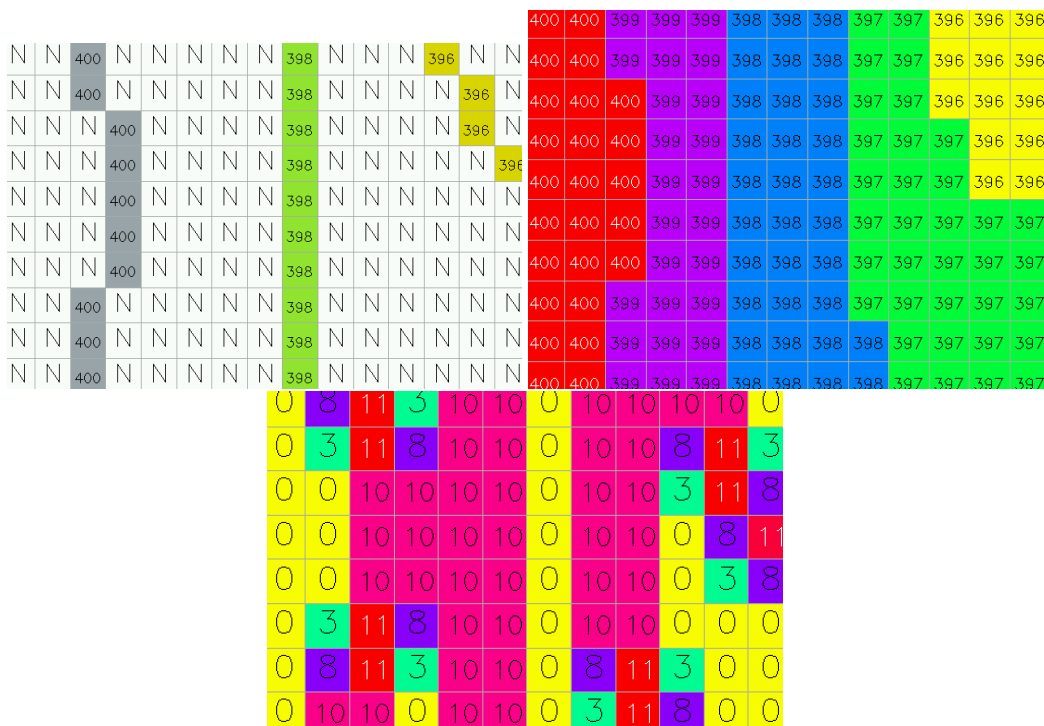 N N 400 N N N N N 398 N N N 396 N N
N N 400 N N N N N 398 N N N N 396 N
N N N 400 N N N N 398 N N N N 396 N
N N N 400 N N N N 398 N N N N N 396
N N N 400 N N N N 398 N N N N N N
N N N 400 N N N N 398 N N N N N N
N N N 400 N N N N 398 N N N N N N
N N 400 N N N N N 398 N N N N N N
N N 400 N N N N N 398 N N N N N N
N N 400 N N N N N 398 N N N N N N
400 400 399 399 399 398 398 398 397 397 396 396 396
400 400 399 399 399 398 398 398 397 397 396 396 396
400 400 400 399 399 398 398 398 397 397 396 396 396
400 400 400 399 399 398 398 398 397 397 397 396 396
400 400 400 399 399 398 398 398 397 397 397 396 396
400 400 400 399 399 398 398 398 397 397 397 397 397
400 400 400 399 399 398 398 398 397 397 397 397 397
400 400 399 399 399 398 398 398 397 397 397 397 397
400 400 399 399 399 398 398 398 398 397 397 397 397
400 400 399 399 399 398 398 398 398 397 397 397 397
0 8 11 3 10 10 0 10 10 10 10 0
0 3 11 8 10 10 0 10 10 8 11 3
0 0 10 10 10 10 0 10 10 3 11 8
0 0 10 10 10 10 0 10 10 0 8 11
0 0 10 10 10 10 0 10 10 0 3 8
0 3 11 8 10 10 0 10 10 0 0 0
0 8 11 3 10 10 0 8 11 3 0 0
0 10 10 0 10 10 0 3 11 8 0 0